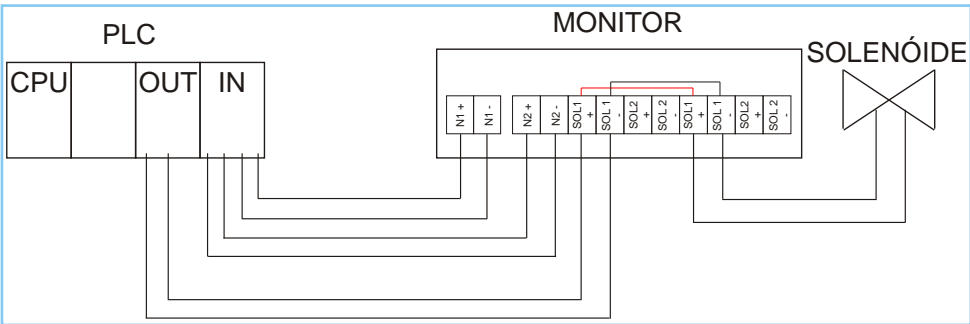 PLC
MONITOR
SOLENÓIDE
CPU
OUT
IN
N1 +
N1 -
N2 +
N2 -
SOL1 +
SOL 1 -
SOL2 +
SOL 2 -
SOL1 +
SOL 1 -
SOL2 +
SOL 2 -